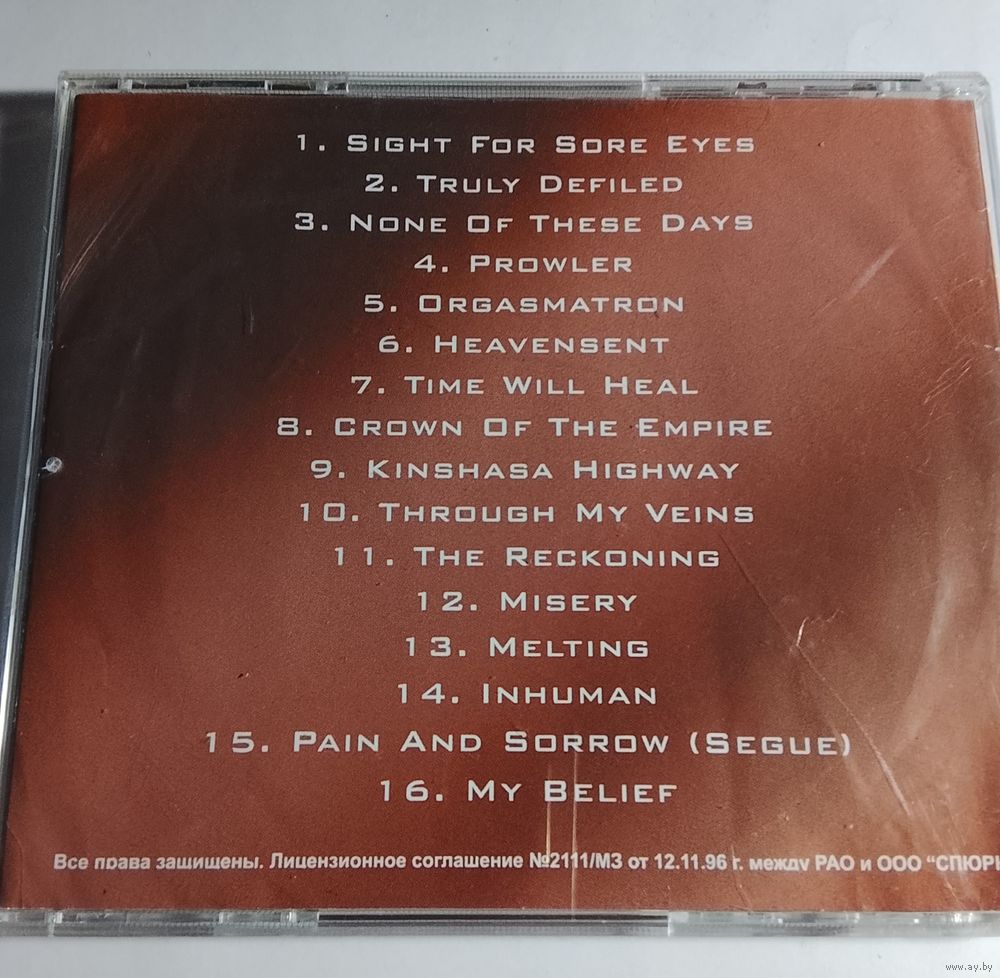 1. SIGHT FOR SORE EYES
2. TRULY DEFILED
3. NONE OF THESE DAYS
4. PROWLER
5. ORGASMATRON
6. HEAVENSENT
7. TIME WILL HEAL
8. CROWN OF THE EMPIRE
9. KINSHASA HIGHWAY
10. THROUGH MY VEINS
11. THE RECKONING
12. MISERY
13. MELTING
14. INHUMAN
15. PAIN AND SORROW (SEGUE)
16. MY BELIEF
Все права защищены. Лицензионное соглашение №2111/МЗ от 12.11.96 г. между РАО и ООО
www.ay.by